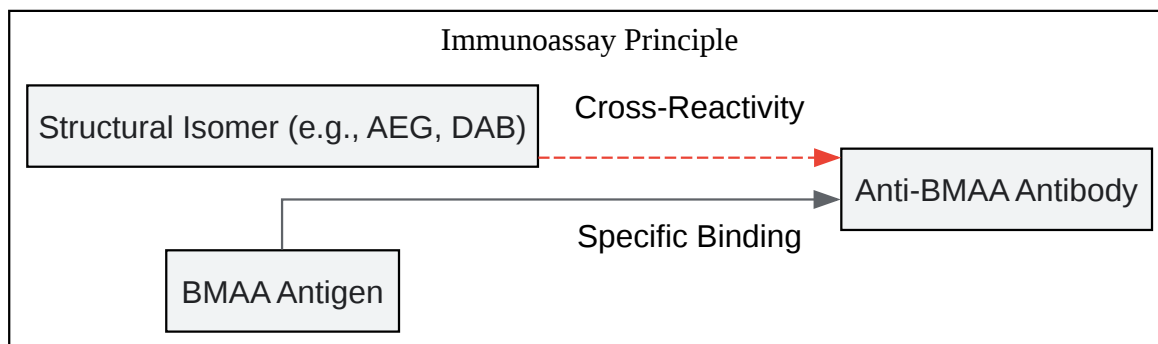 Immunoassay Principle
Structural Isomer (e.g., AEG, DAB)
Cross-Reactivity
Anti-BMAA Antibody
Specific Binding
BMAA Antigen